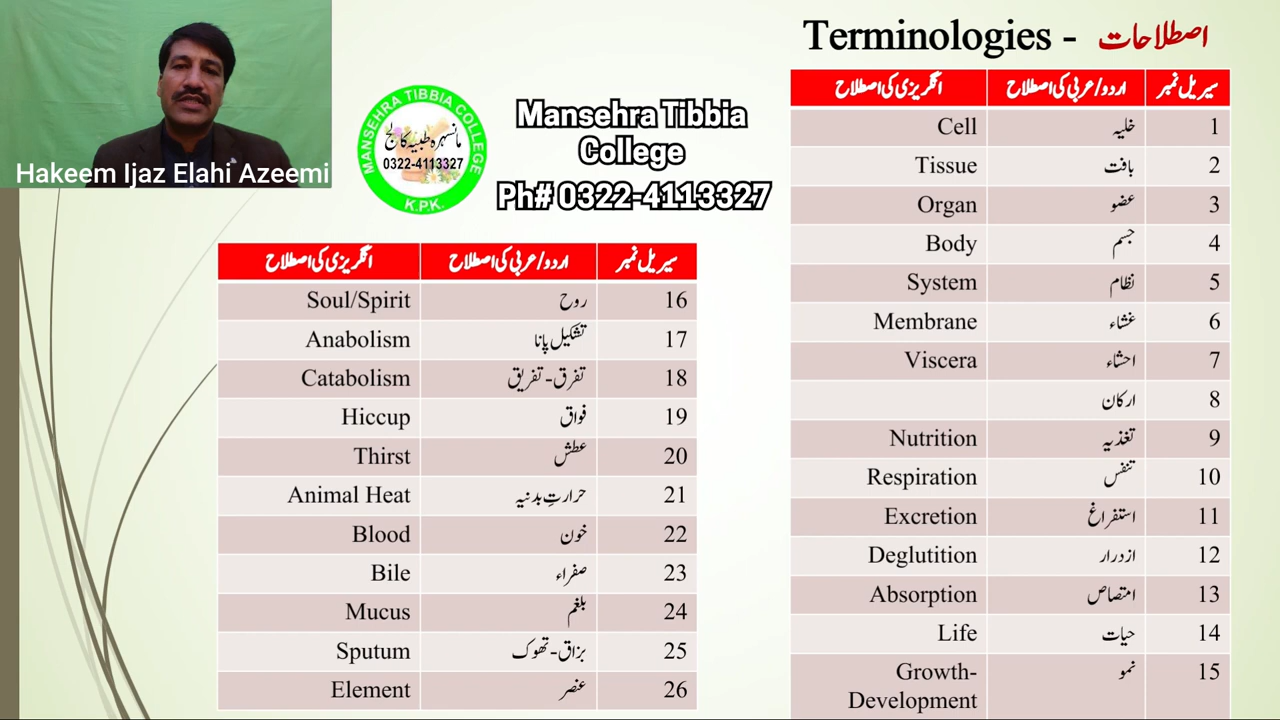 Terminologies - اصطلاحات
Hakeem Ijaz Elahi Azeemi
MANSEHRA TIBBIA COLLEGE
مانسہرہ طبیہ کالج
0322-4113327
K.P.K.
Mansehra Tibbia
College
Ph# 0322-4113327
سیریل نمبر اردو/عربی کی اصطلاح انگریزی کی اصطلاح
1 خلیہ Cell
2 بافت Tissue
3 عضو Organ
4 جسم Body
5 نظام System
6 غشاء Membrane
7 احشاء Viscera
8 ارکان
9 تغذیہ Nutrition
10 تنفس Respiration
11 استفراغ Excretion
12 ازدرار Deglutition
13 امتصاص Absorption
14 حیات Life
15 نمو Growth-
Development
سیریل نمبر اردو/عربی کی اصطلاح انگریزی کی اصطلاح
16 روح Soul/Spirit
17 تشکیل پانا Anabolism
18 تفرق-تفریق Catabolism
19 فواق Hiccup
20 عطش Thirst
21 حرارتِ بدنیہ Animal Heat
22 خون Blood
23 صفراء Bile
24 بلغم Mucus
25 بزاق-تھوک Sputum
26 عنصر Element